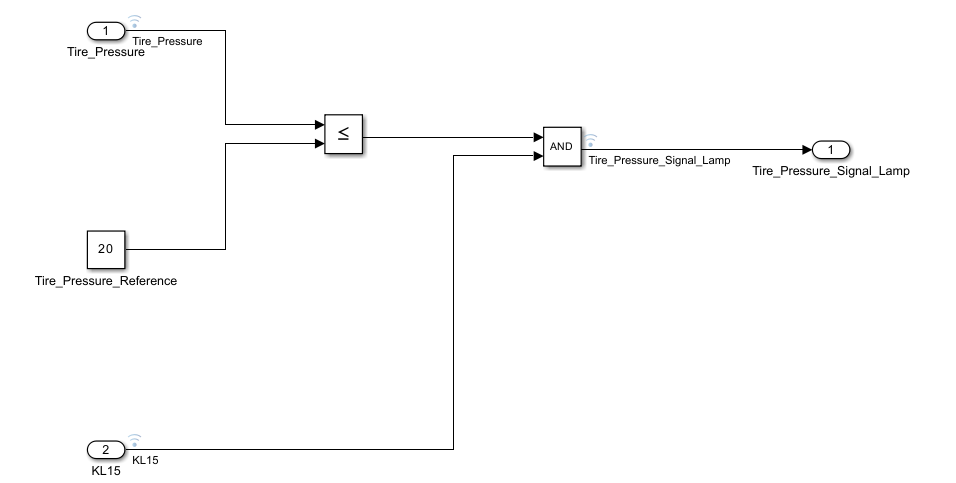 1
Tire_Pressure
Tire_Pressure
≤
AND
Tire_Pressure_Signal_Lamp
1
Tire_Pressure_Signal_Lamp
20
Tire_Pressure_Reference
2
KL15
KL15